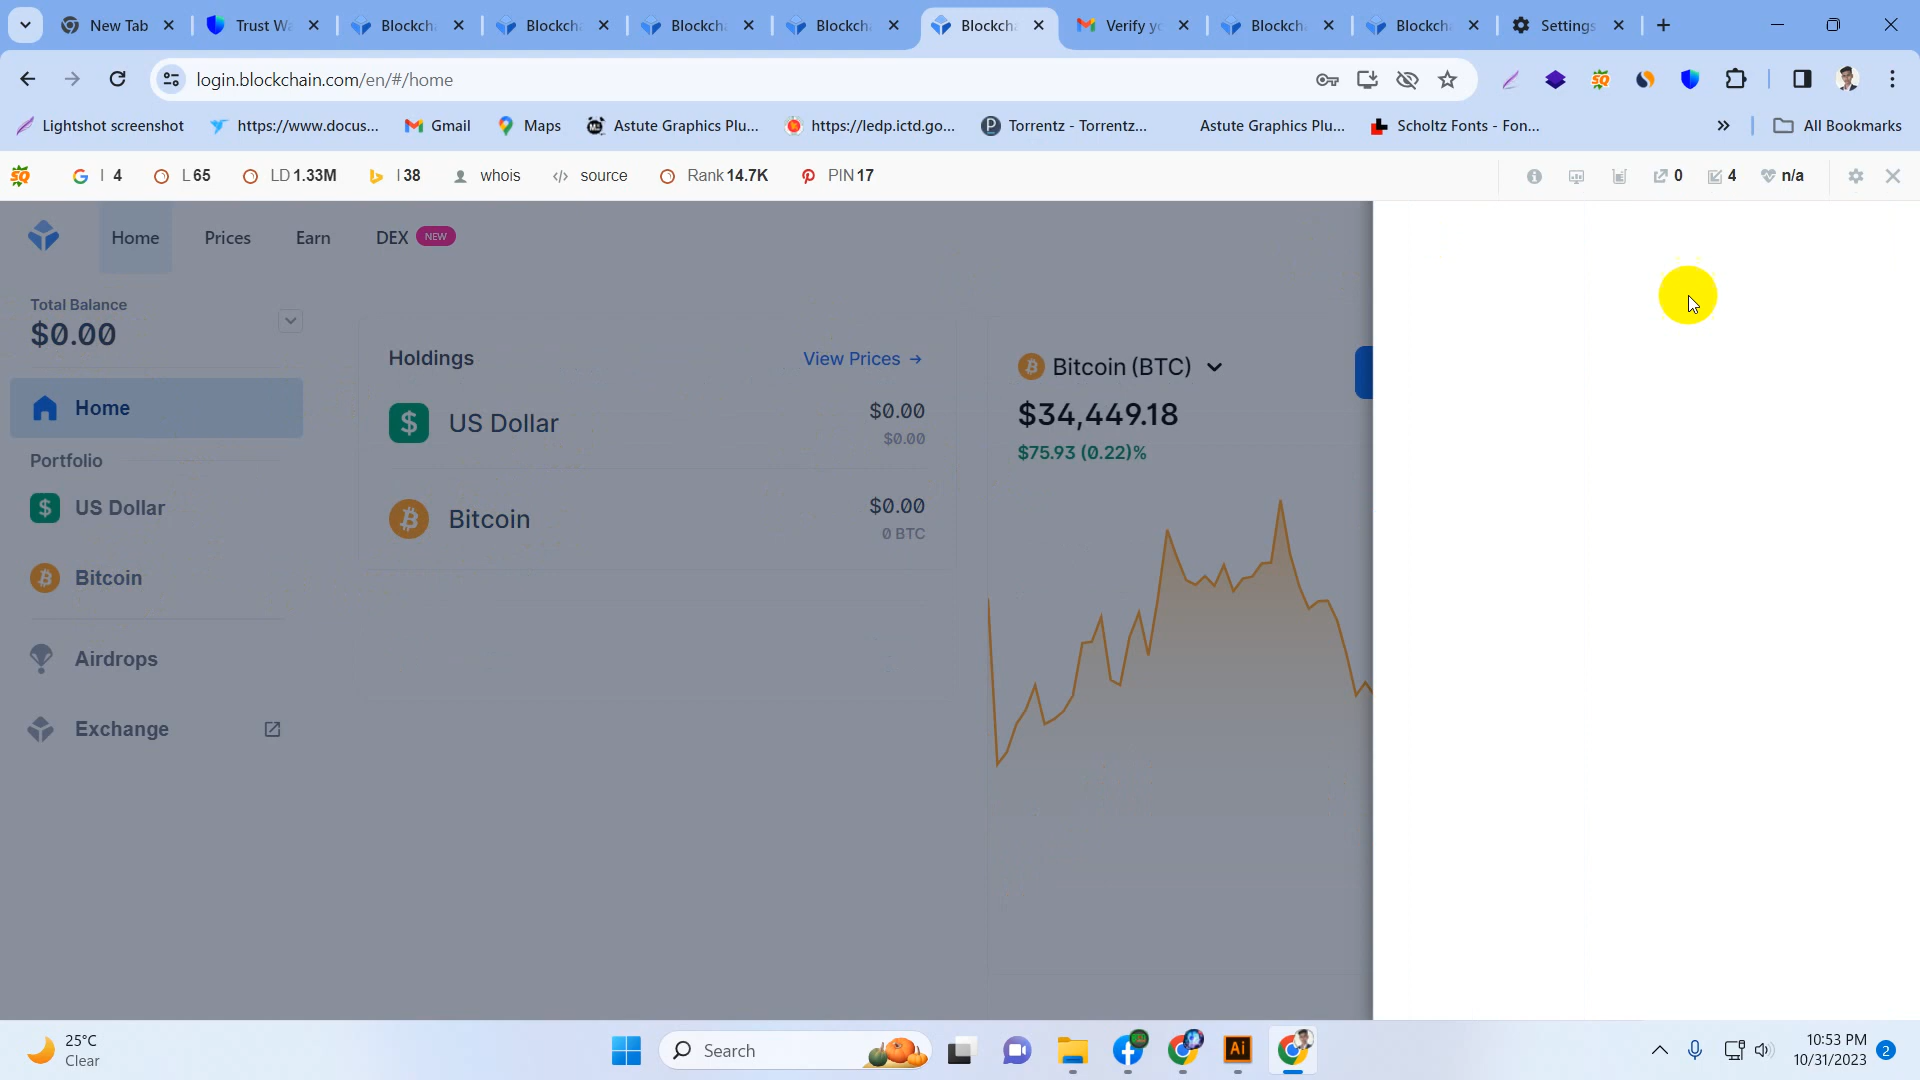 New Tab
Trust W
Blockch
Blockch
Blockch
Blockch
Blockch
Verify y
Blockch
Blockch
Settings
login.blockchain.com/en/#/home
Lightshot screenshot
https://www.docus...
Gmail
Maps
Astute Graphics Plu...
https://ledp.ictd.go...
Torrentz - Torrentz...
Astute Graphics Plu...
Scholtz Fonts - Fon...
All Bookmarks
I 4
L 65
LD 1.33M
I 38
whois
source
Rank 14.7K
PIN 17
0
4
n/a
Home
Prices
Earn
DEX
NEW
Total Balance
$0.00
Home
Portfolio
US Dollar
Bitcoin
Airdrops
Exchange
Holdings
View Prices
US Dollar
$0.00
$0.00
Bitcoin
$0.00
0 BTC
Bitcoin (BTC)
$34,449.18
$75.93 (0.22)%
25°C
Clear
Search
Ai
10:53 PM
10/31/2023
2